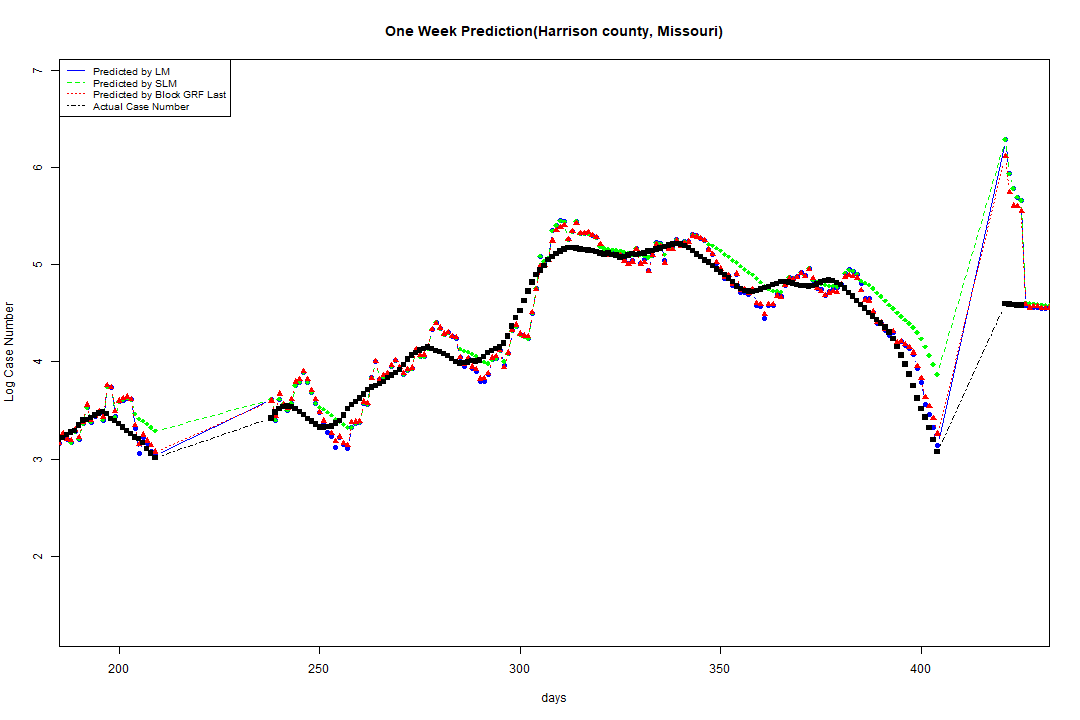 One Week Prediction(Harrison county, Missouri)
Predicted by LM
Predicted by SLM
Predicted by Block GRF Last
Actual Case Number
7
6
5
4
3
2
Log Case Number
200 250 300 350 400
days